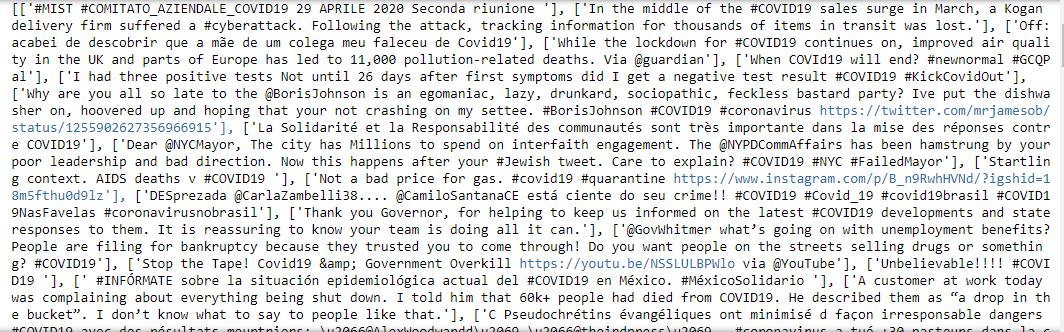 [['#MIST #COMITATO_AZIENDALE_COVID19 29 APRILE 2020 Seconda riunione '], ['In the middle of the #COVID19 sales surge in March, a Kogan
delivery firm suffered a #cyberattack. Following the attack, tracking information for thousands of items in transit was lost.'], ['Off:
acabei de descobrir que a mãe de um colega meu faleceu de Covid19'], ['While the lockdown for #COVID19 continues on, improved air quali
ty in the UK and parts of Europe has led to 11,000 pollution-related deaths. Via @guardian'], ['When COVId19 will end? #newnormal #GCQP
al'], ['I had three positive tests Not until 26 days after first symptoms did I get a negative test result #COVID19 #KickCovidOut'],
['Why are you all so late to the @BorisJohnson is an egomaniac, lazy, drunkard, sociopathic, feckless bastard party? Ive put the dishwa
sher on, hoovered up and hoping that your not crashing on my settee. #BorisJohnson #COVID19 #coronavirus https://twitter.com/mrjamesob/
status/1255902627356966915'], ['La Solidarité et la Responsabilité des communautés sont très importante dans la mise des réponses contr
e COVID19'], ['Dear @NYCMayor, The city has Millions to spend on interfaith engagement. The @NYPDCommAffairs has been hamstrung by your
poor leadership and bad direction. Now this happens after your #Jewish tweet. Care to explain? #COVID19 #NYC #FailedMayor'], ['Startlin
g context. AIDS deaths v #COVID19 '], ['Not a bad price for gas. #covid19 #quarantine https://www.instagram.com/p/B_n9RwhHVNd/?igshid=1
8m5fthu0d9lz'], ['DESprezada @CarlaZambelli38.... @CamiloSantanaCE está ciente do seu crime!! #COVID19 #Covid_19 #covid19brasil #COVID1
9NasFavelas #coronavirusnobrasil'], ['Thank you Governor, for helping to keep us informed on the latest #COVID19 developments and state
responses to them. It is reassuring to know your team is doing all it can.'], ['@GovWhitmer what’s going on with unemployment benefits?
People are filing for bankruptcy because they trusted you to come through! Do you want people on the streets selling drugs or somethin
g? #COVID19'], ['Stop the Tape! Covid19 &amp; Government Overkill https://youtu.be/NSSLULBPWlo via @YouTube'], ['Unbelievable!!!! #COVI
D19 '], [' #INFÓRMATE sobre la situación epidemiológica actual del #COVID19 en México. #MéxicoSolidario '], ['A customer at work today
was complaining about everything being shut down. I told him that 60k+ people had died from COVID19. He described them as “a drop in th
e bucket”. I don’t know what to say to people like that.'], ['C Pseudochrétins évangéliques ont minimisé d façon irresponsable dangers